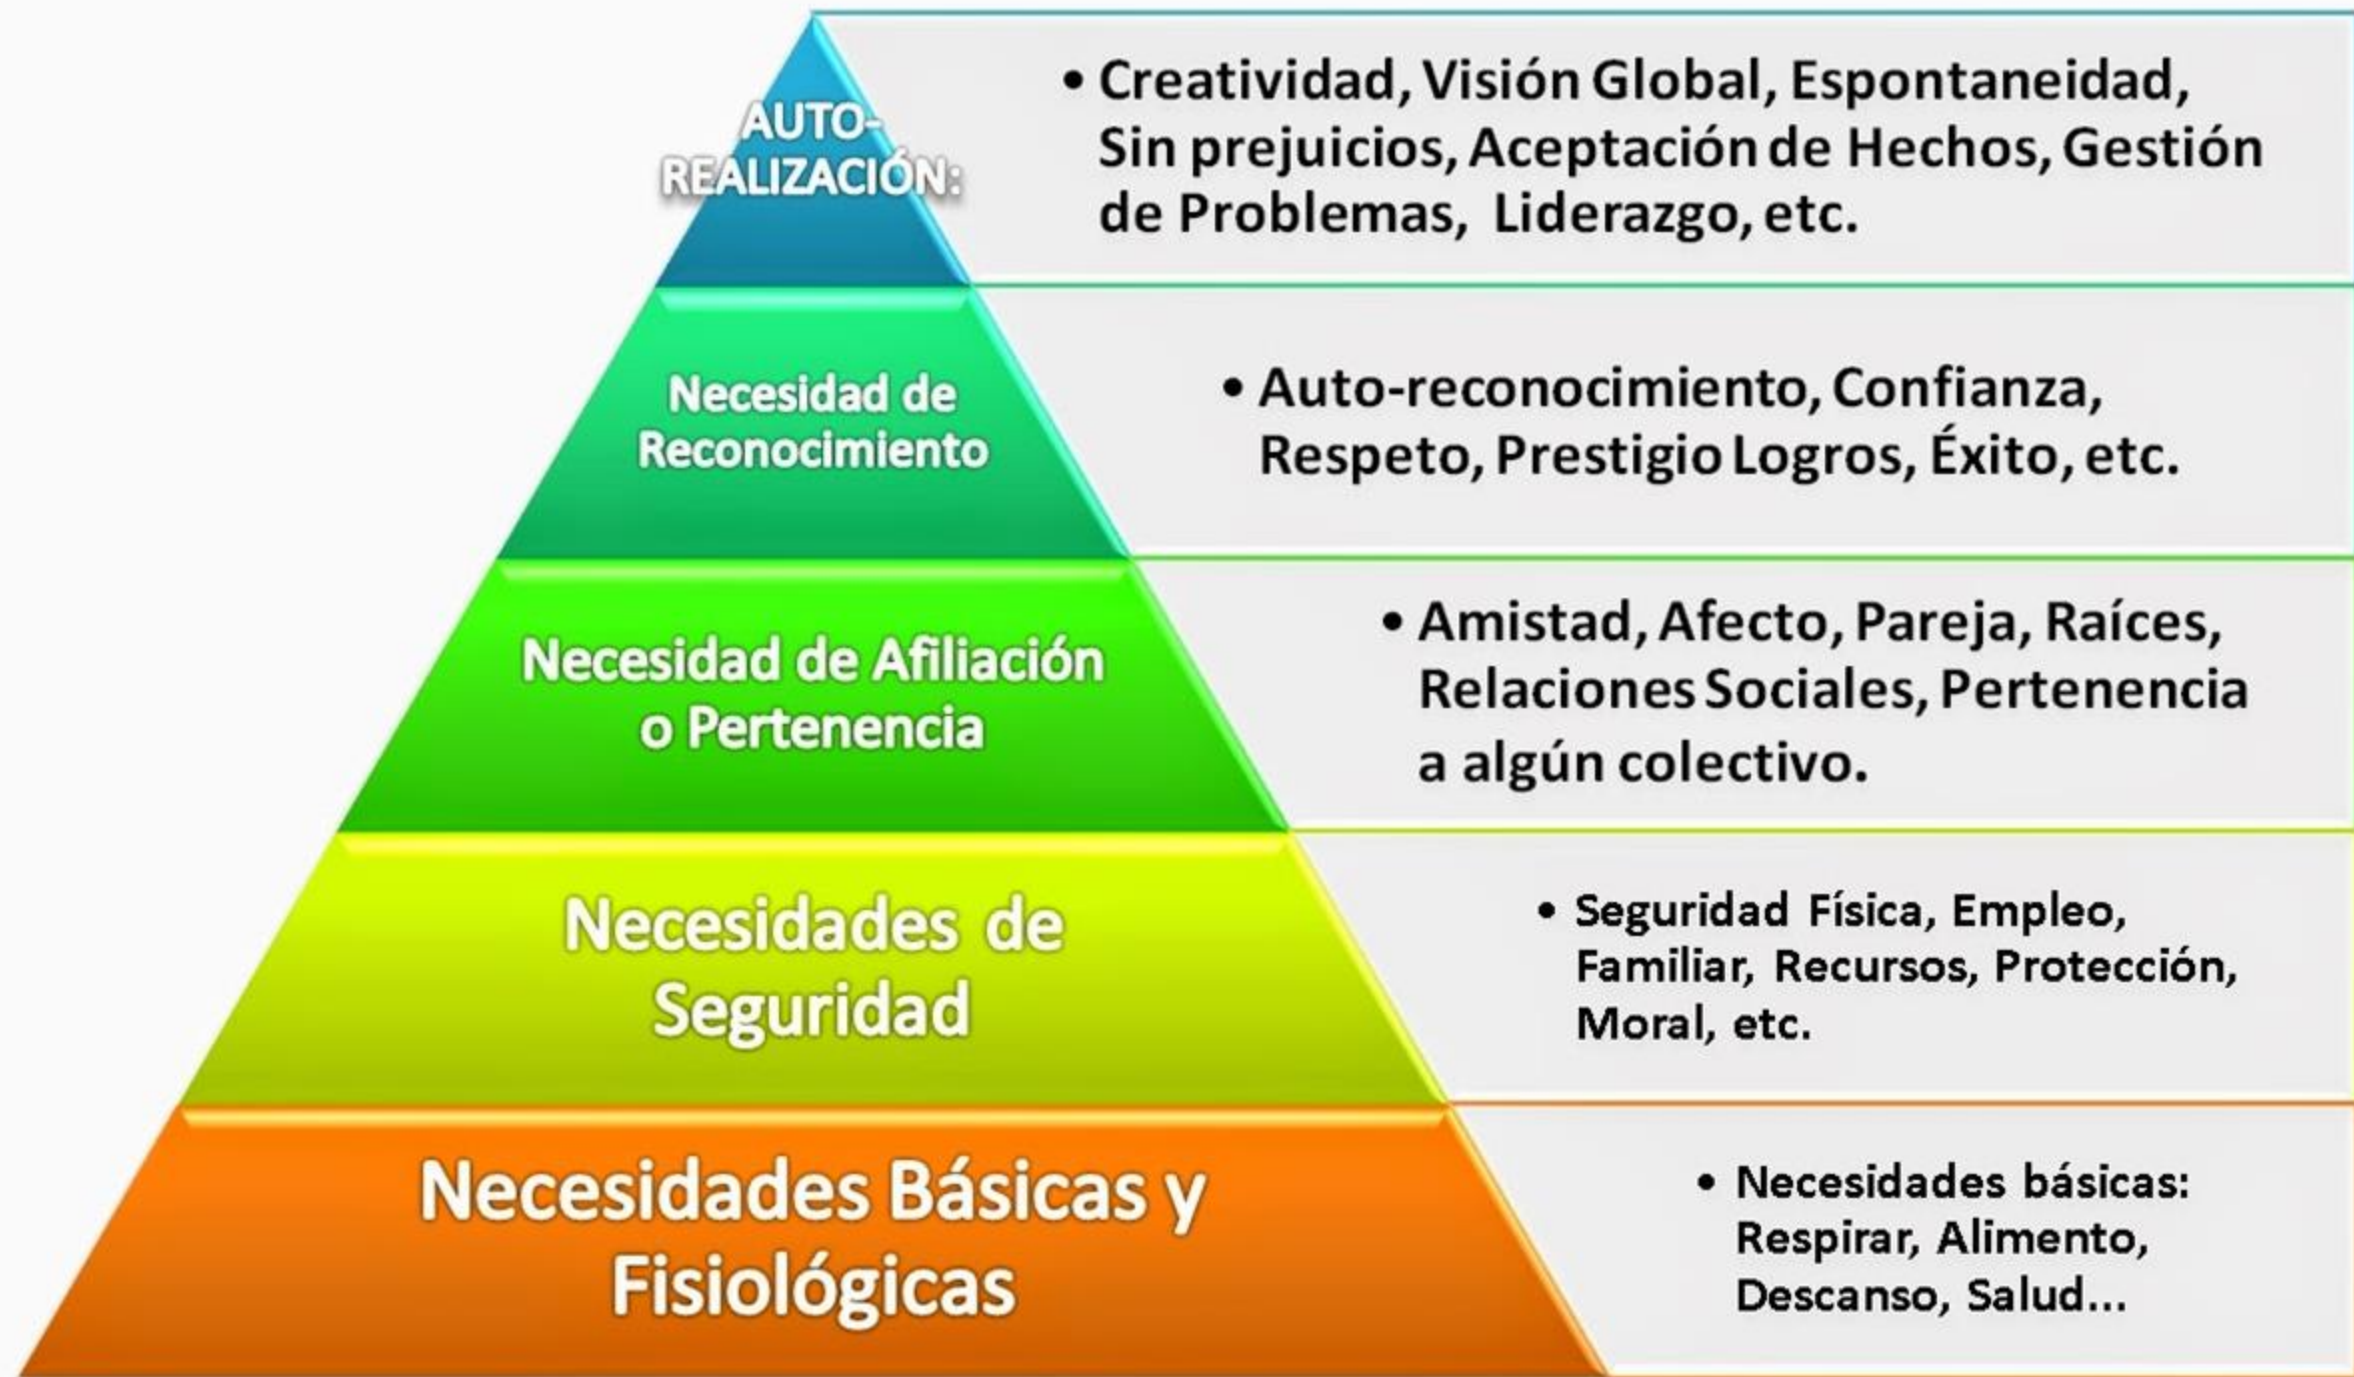 AUTO-
REALIZACIÓN:
• Creatividad, Visión Global, Espontaneidad,
Sin prejuicios, Aceptación de Hechos, Gestión
de Problemas, Liderazgo, etc.
Necesidad de
Reconocimiento
• Auto-reconocimiento, Confianza,
Respeto, Prestigio Logros, Éxito, etc.
Necesidad de Afiliación
o Pertenencia
• Amistad, Afecto, Pareja, Raíces,
Relaciones Sociales, Pertenencia
a algún colectivo.
Necesidades de
Seguridad
• Seguridad Física, Empleo,
Familiar, Recursos, Protección,
Moral, etc.
Necesidades Básicas y
Fisiológicas
• Necesidades básicas:
Respirar, Alimento,
Descanso, Salud...